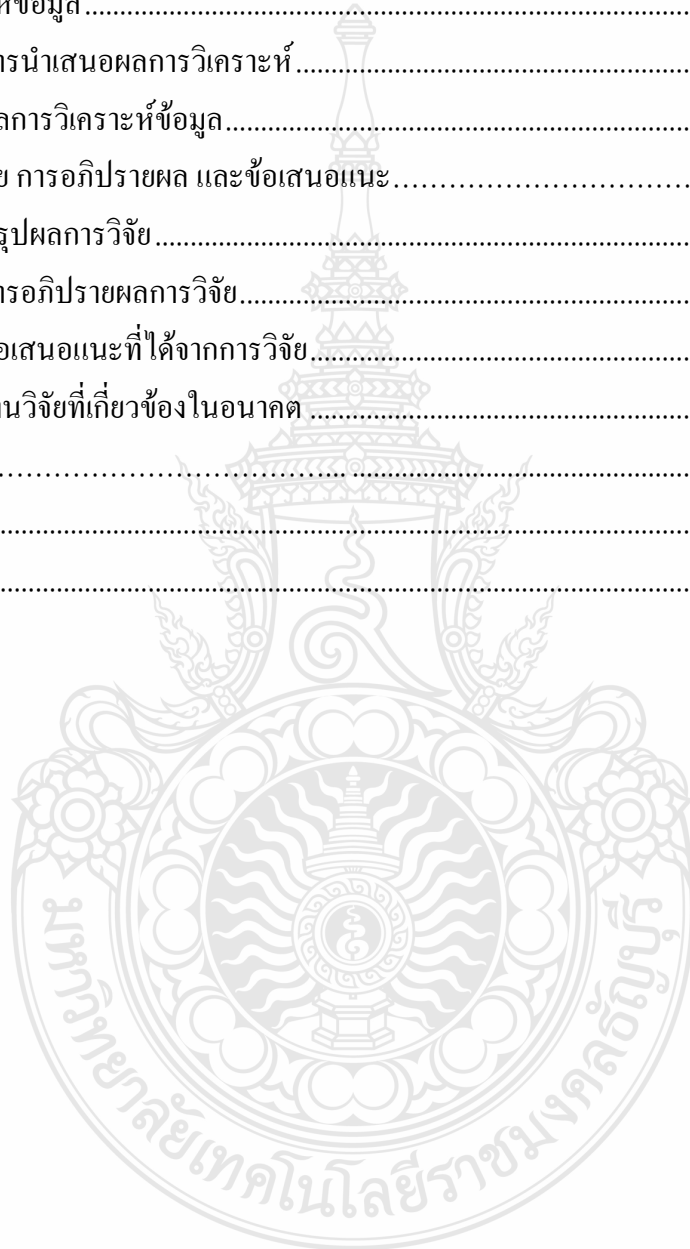 ห์ข้อมูล........................................................................
ารนำเสนอผลการวิเคราะห์........................................................
ลการวิเคราะห์ข้อมูล..................................................................
ย การอภิปรายผล และข้อเสนอแนะ………………………………
รุปผลการวิจัย............................................................................
ารอภิปรายผลการวิจัย................................................................
อเสนอแนะที่ได้จากการวิจัย......................................................
านวิจัยที่เกี่ยวข้องในอนาคต ......................................................
มหาวิทยาลัยเทคโนโลยีราชมงคลธัญบุรี